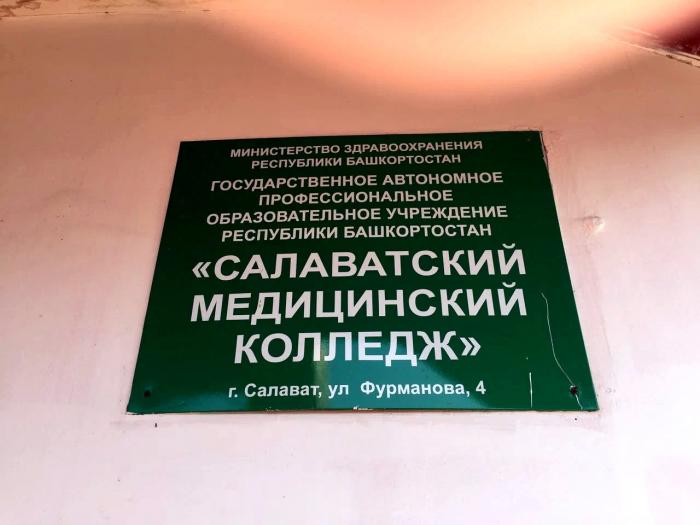 МИНИСТЕРСТВО ЗДРАВООХРАНЕНИЯ
РЕСПУБЛИКИ БАШКОРТОСТАН
ГОСУДАРСТВЕННОЕ АВТОНОМНОЕ
ПРОФЕССИОНАЛЬНОЕ
ОБРАЗОВАТЕЛЬНОЕ УЧРЕЖДЕНИЕ
РЕСПУБЛИКИ БАШКОРТОСТАН
«САЛАВАТСКИЙ
МЕДИЦИНСКИЙ
КОЛЛЕДЖ»
г. Салават, ул Фурманова, 4